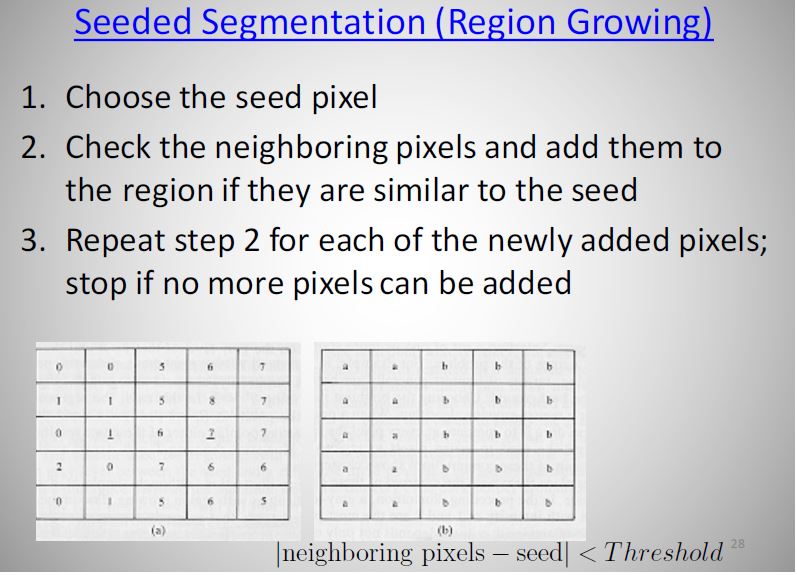 Seeded Segmentation (Region Growing)
1. Choose the seed pixel
2. Check the neighboring pixels and add them to
the region if they are similar to the seed
3. Repeat step 2 for each of the newly added pixels;
stop if no more pixels can be added
0 0 5 6 7
1 1 5 8 7
0 1 6 7 7
2 0 7 6 6
0 1 5 6 5
(a)
a a b b b
a a b b b
a a b b b
a a b b b
a a b b b
(b)
|neighboring pixels − seed| < Threshold
28